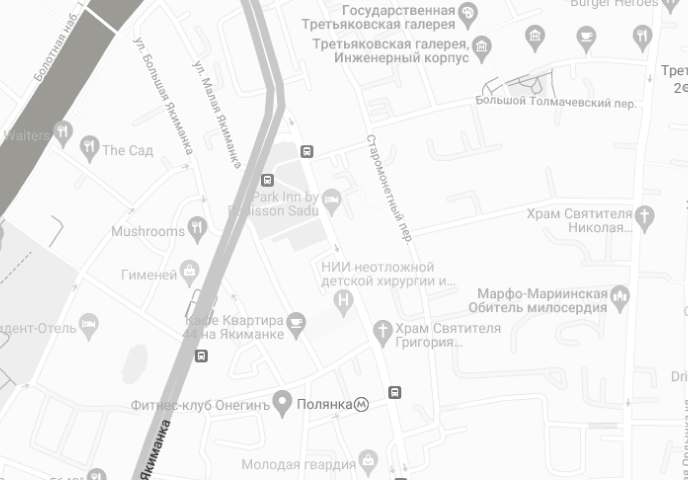 Burger Heroes
Государственная
Третьяковская галерея
Третьяковская галерея,
Инженерный корпус
Болотная наб.
ул. Большая Якиманка
ул. Малая Якиманка
Большой Толмачевский пер.
Waiters
The Сад
Старомонетный пер.
Park Inn by
Radisson Sadu
Храм Святителя
Николая...
Mushrooms
Гименей
НИИ неотложной
детской хирургии и...
Марфо-Мариинская
Обитель милосердия
идент-Отель
Кафе Квартира
44 на Якиманке
Храм Святителя
Григория...
Фитнес-клуб Онегинъ
Полянка
Якиманка
Молодая гвардия